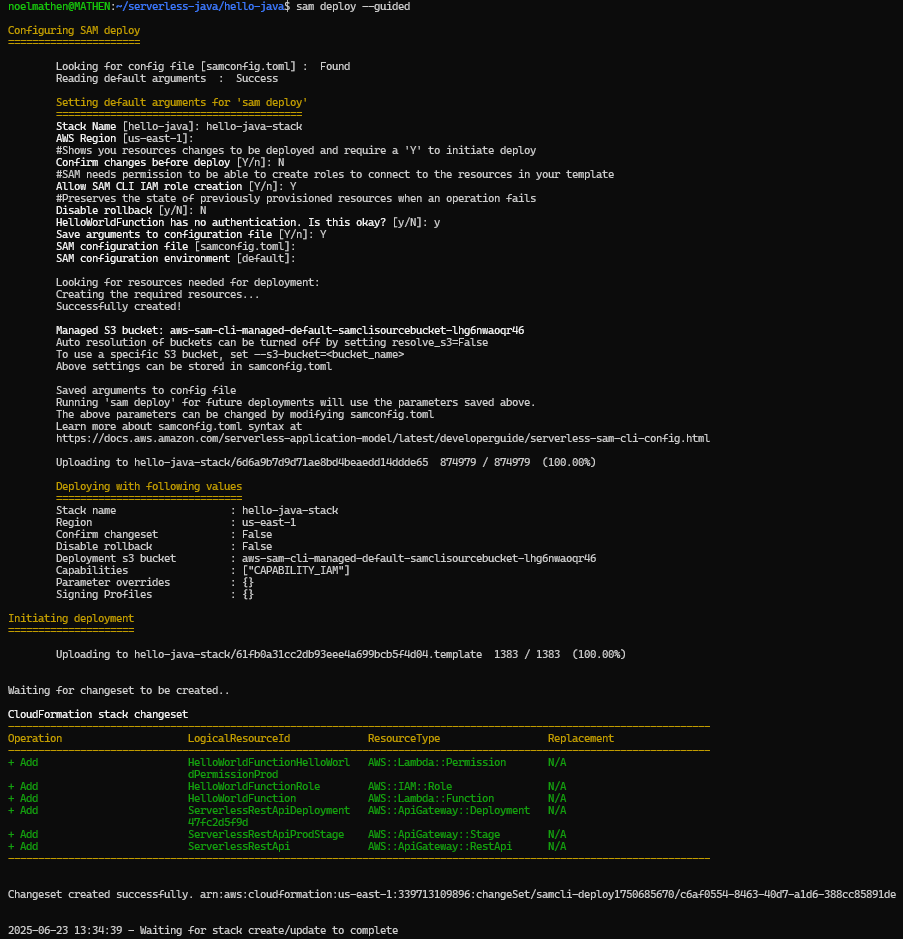 noelmathen@MATHEN:~/serverless-java/hello-java$ sam deploy --guided
Configuring SAM deploy
======================
Looking for config file [samconfig.toml] :  Found
Reading default arguments  :  Success
Setting default arguments for 'sam deploy'
=========================================
Stack Name [hello-java]: hello-java-stack
AWS Region [us-east-1]:
#Shows you resources changes to be deployed and require a 'Y' to initiate deploy
Confirm changes before deploy [Y/n]: N
#SAM needs permission to be able to create roles to connect to the resources in your template
Allow SAM CLI IAM role creation [Y/n]: Y
#Preserves the state of previously provisioned resources when an operation fails
Disable rollback [y/N]: N
HelloWorldFunction has no authentication. Is this okay? [y/N]: y
Save arguments to configuration file [Y/n]: Y
SAM configuration file [samconfig.toml]:
SAM configuration environment [default]:
Looking for resources needed for deployment:
Creating the required resources...
Successfully created!
Managed S3 bucket: aws-sam-cli-managed-default-samclisourcebucket-lhg6nwaoqr46
Auto resolution of buckets can be turned off by setting resolve_s3=False
To use a specific S3 bucket, set --s3-bucket=<bucket_name>
Above settings can be stored in samconfig.toml
Saved arguments to config file
Running 'sam deploy' for future deployments will use the parameters saved above.
The above parameters can be changed by modifying samconfig.toml
Learn more about samconfig.toml syntax at
https://docs.aws.amazon.com/serverless-application-model/latest/developerguide/serverless-sam-cli-config.html
Uploading to hello-java-stack/6d6a9b7d9d71ae8bd4beaedd14ddde65  874979 / 874979  (100.00%)
Deploying with following values
===============================
Stack name                   : hello-java-stack
Region                       : us-east-1
Confirm changeset            : False
Disable rollback             : False
Deployment s3 bucket         : aws-sam-cli-managed-default-samclisourcebucket-lhg6nwaoqr46
Capabilities                 : ["CAPABILITY_IAM"]
Parameter overrides          : {}
Signing Profiles             : {}
Initiating deployment
=====================
Uploading to hello-java-stack/61fb0a31cc2db93eee4a699bcb5f4d04.template  1383 / 1383  (100.00%)
Waiting for changeset to be created..
CloudFormation stack changeset
Operation                     LogicalResourceId             ResourceType                  Replacement
+ Add                         HelloWorldFunctionHelloWorl   AWS::Lambda::Permission       N/A
dPermissionProd
+ Add                         HelloWorldFunctionRole        AWS::IAM::Role                N/A
+ Add                         HelloWorldFunction            AWS::Lambda::Function         N/A
+ Add                         ServerlessRestApiDeployment   AWS::ApiGateway::Deployment   N/A
47fc2d5f9d
+ Add                         ServerlessRestApiProdStage    AWS::ApiGateway::Stage        N/A
+ Add                         ServerlessRestApi             AWS::ApiGateway::RestApi      N/A
Changeset created successfully. arn:aws:cloudformation:us-east-1:339713109896:changeSet/samcli-deploy1750685670/c6af0554-8463-40d7-a1d6-388cc85891de
2025-06-23 13:34:39 - Waiting for stack create/update to complete